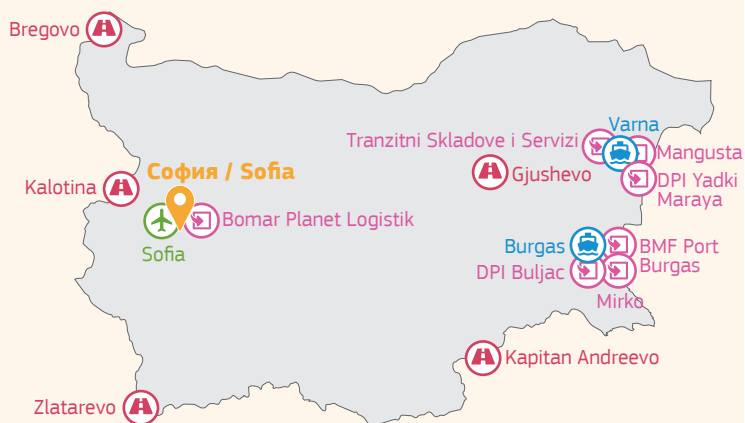 Bregovo
Varna
Tranzitni Skladove i Servizi
Mangusta
Gjushevo
София / Sofia
Kalotina
DPI Yadki
Maraya
Bomar Planet Logistik
Sofia
Burgas
BMF Port
Burgas
DPI Buljac
Mirko
Kapitan Andreevo
Zlatarevo